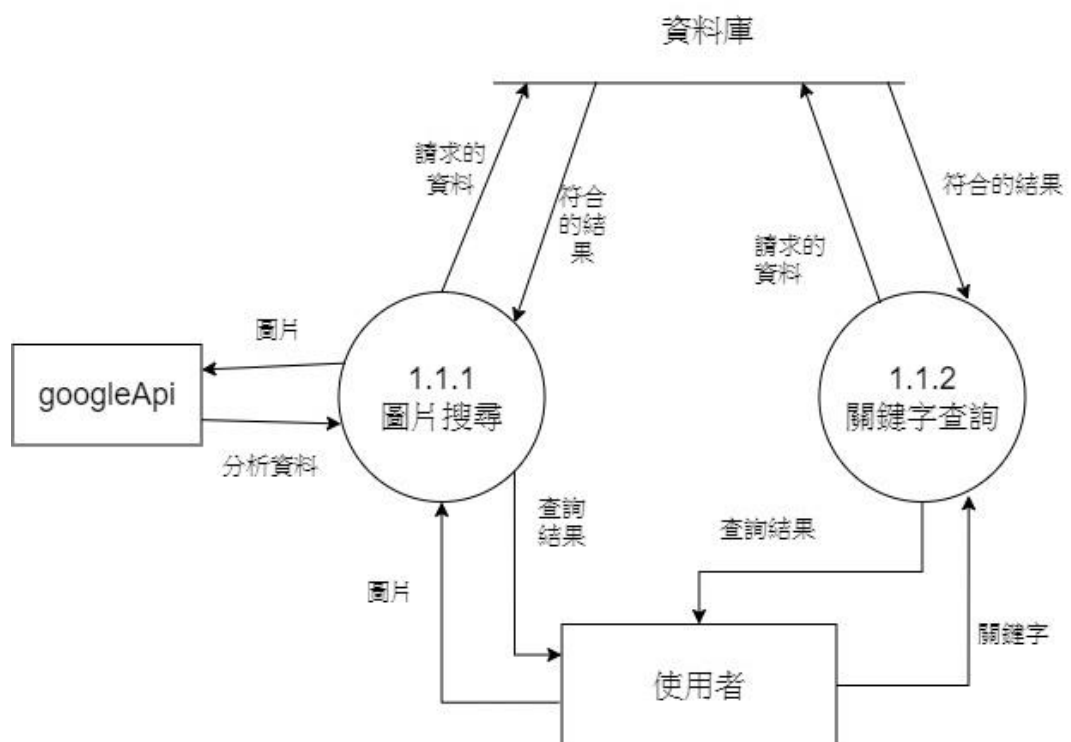 資料庫
請求的
資料
符合
的結
果
符合的結果
請求的
資料
圖片
googleApi
分析資料
1.1.1
圖片搜尋
1.1.2
關鍵字查詢
查詢
結果
查詢結果
圖片
關鍵字
使用者